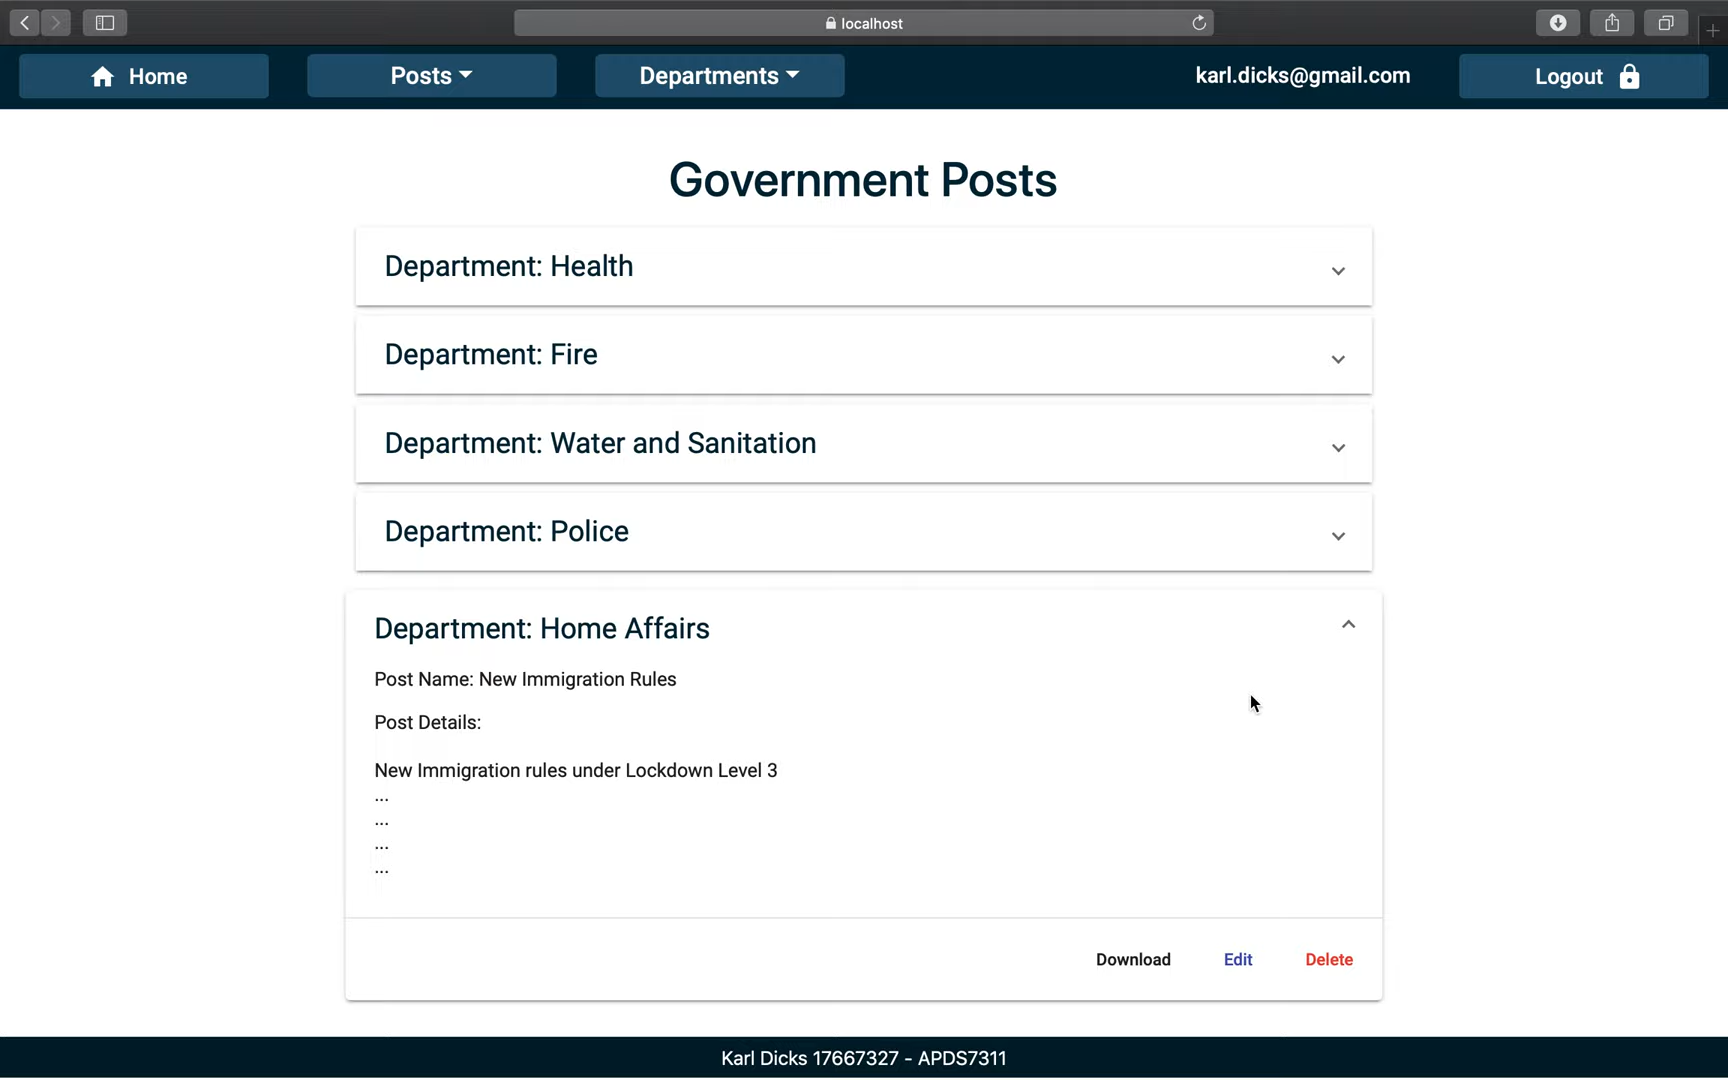 localhost
Home
Posts
Departments
karl.dicks@gmail.com
Logout
Government Posts
Department: Health
Department: Fire
Department: Water and Sanitation
Department: Police
Department: Home Affairs
Post Name: New Immigration Rules
Post Details:
New Immigration rules under Lockdown Level 3
...
...
...
...
Download
Edit
Delete
Karl Dicks 17667327 - APDS7311